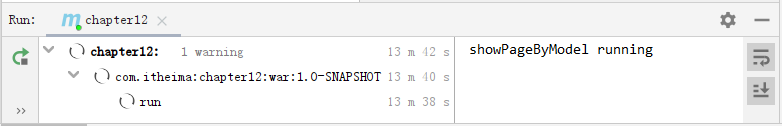 Run: chapter12
chapter12: 1 warning 13 m 42 s
com.itheima:chapter12:war:1.0-SNAPSHOT 13 m 40 s
run 13 m 38 s
showPageByModel running